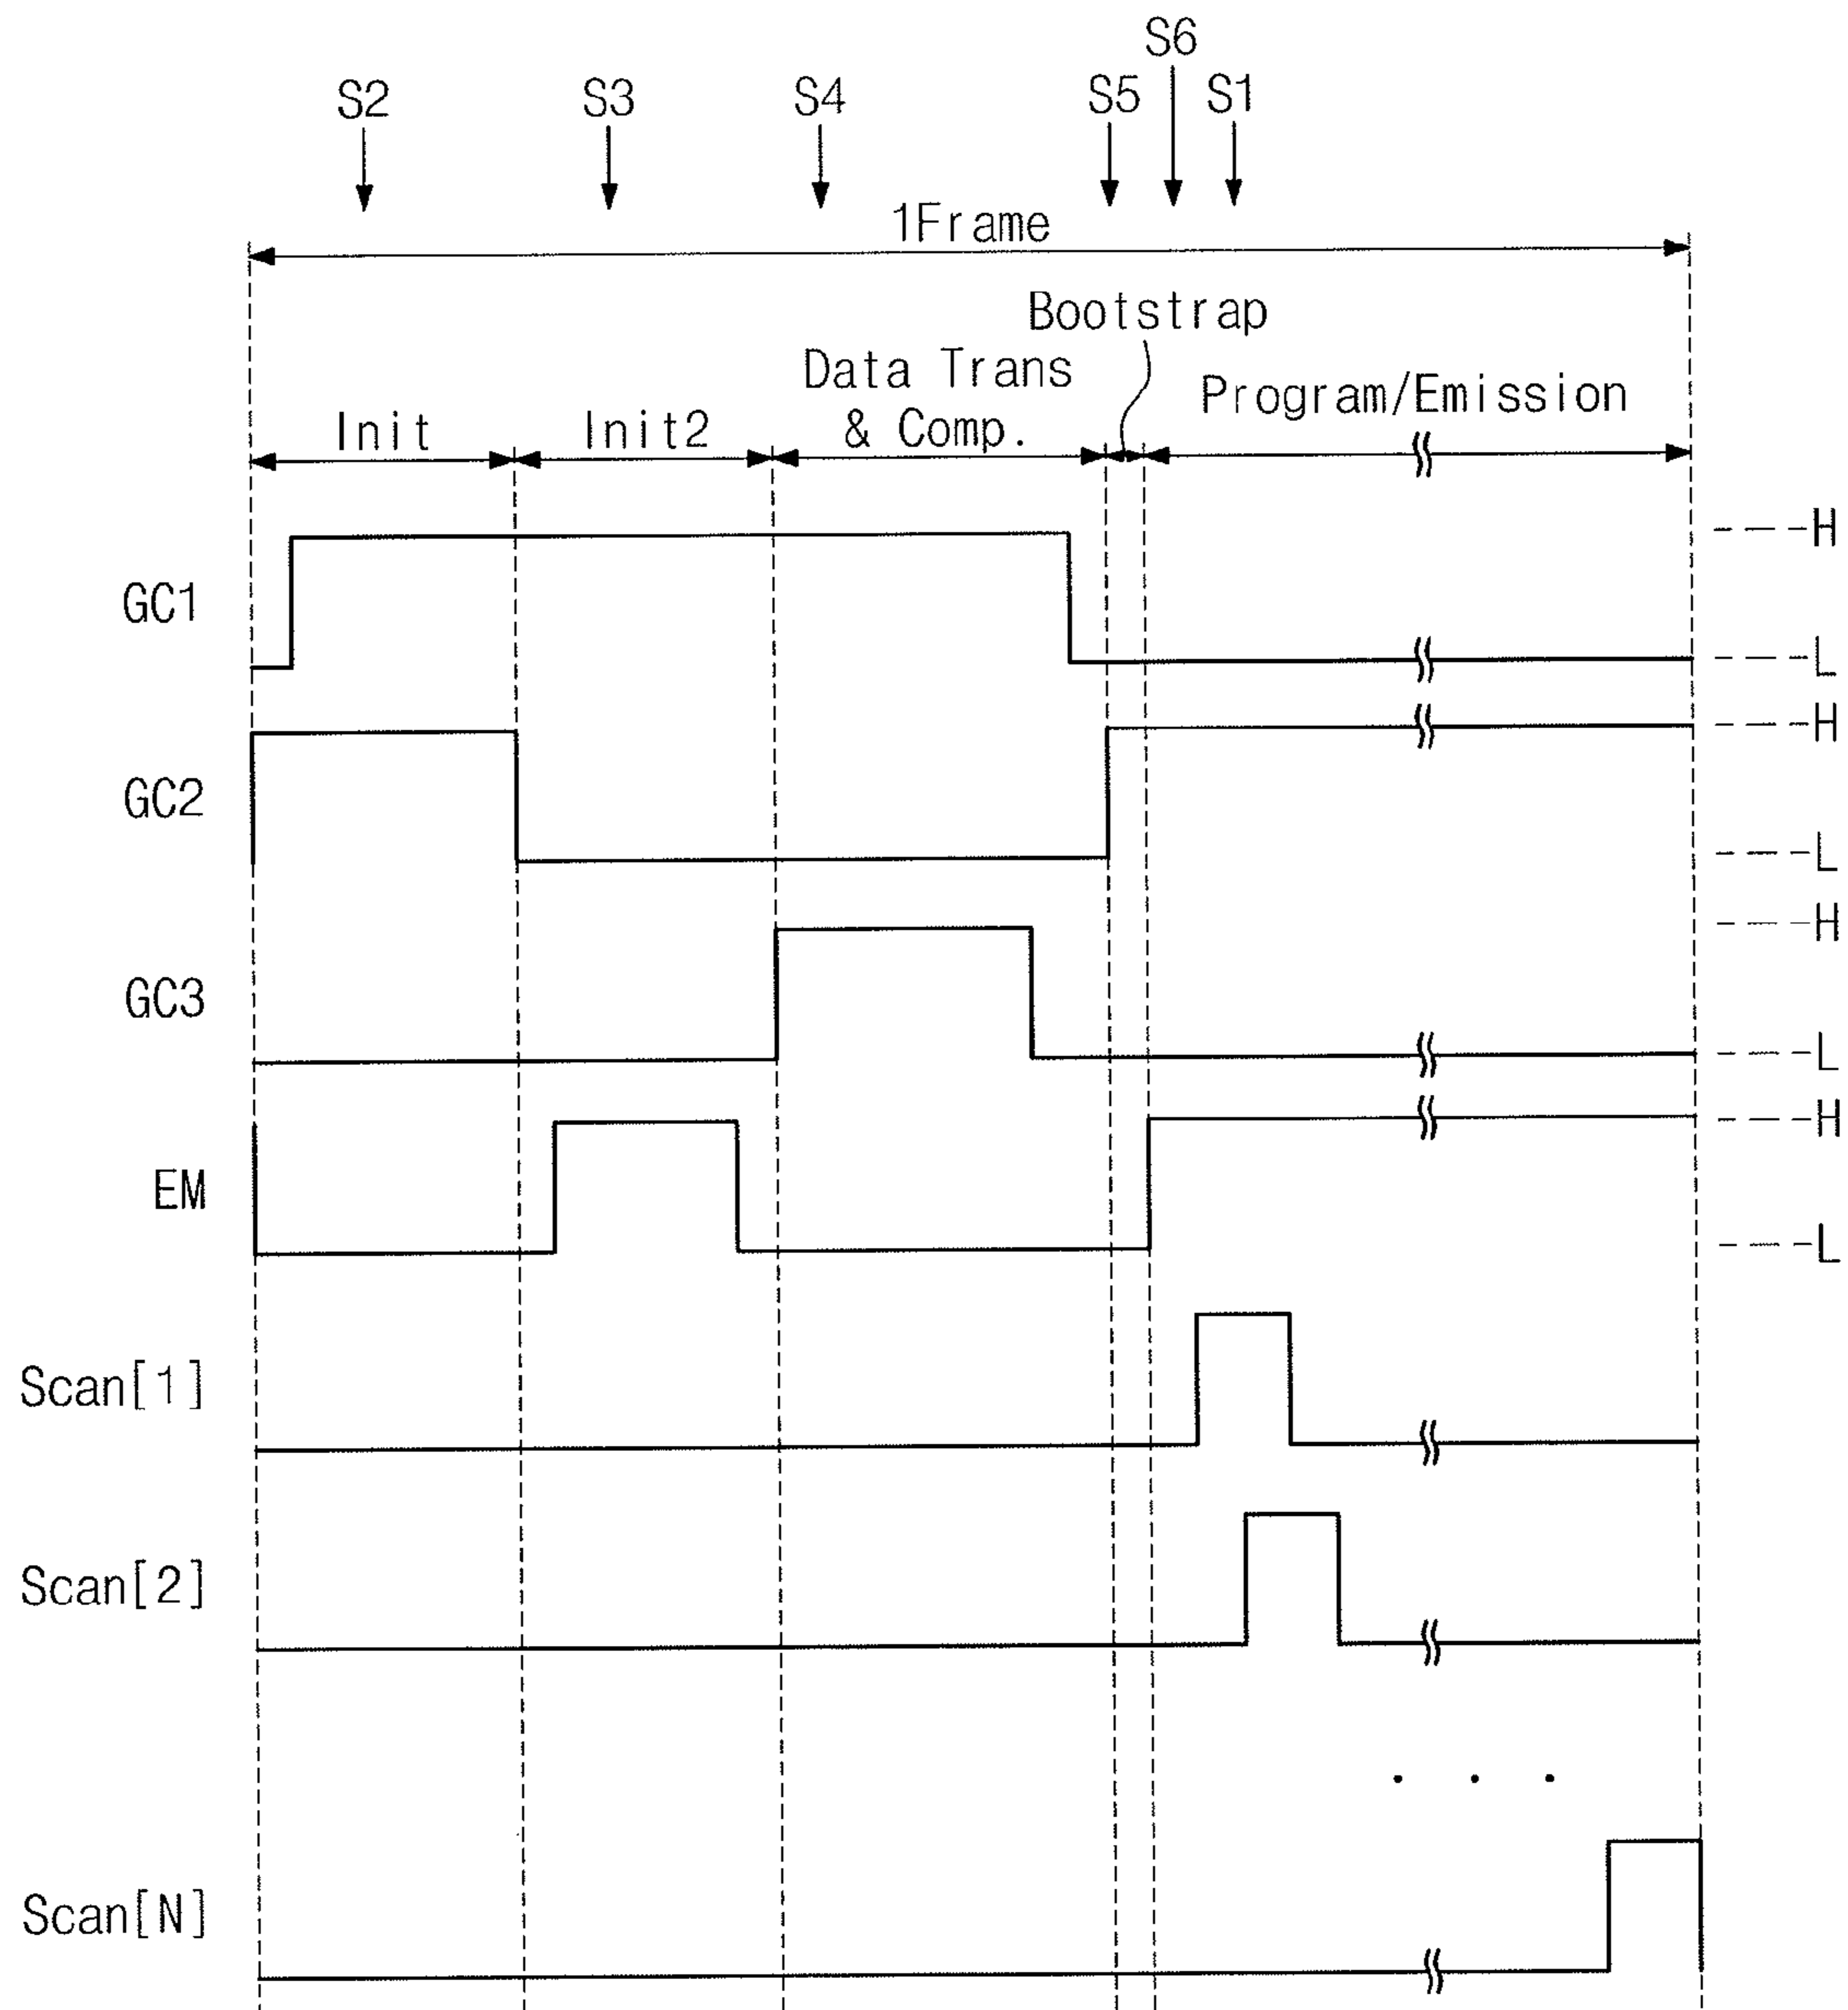 S6
S2 S3 S4 S5 S1
1Frame
Bootstrap
Data Trans
& Comp.
Program/Emission
Init Init2
GC1 H
L
GC2 H
L
GC3 H
L
EM H
L
Scan[1]
Scan[2]
. . .
Scan[N]